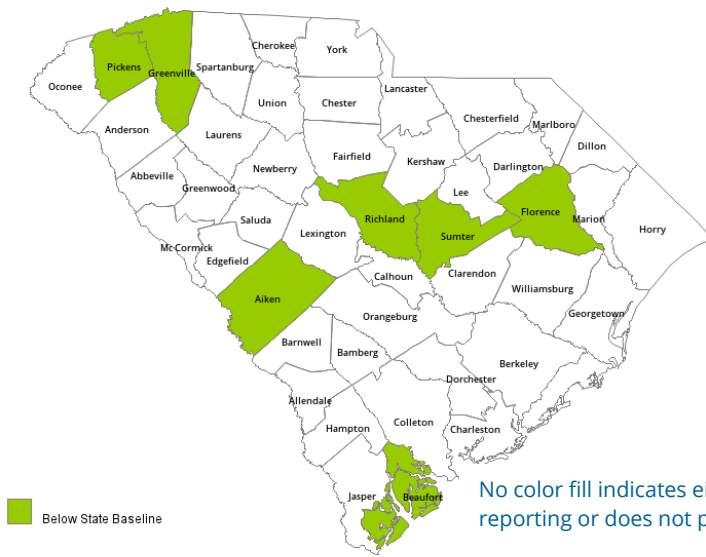 Cherokee
York
Pickens
Greenville
Spartanburg
Oconee
Lancaster
Union
Chester
Chesterfield
Marlboro
Anderson
Laurens
Dillon
Fairfield
Kershaw
Darlington
Newberry
Abbeville
Greenwood
Lee
Saluda
Richland
Florence
Marion
Lexington
Sumter
Horry
Mc Cormick
Edgefield
Calhoun
Clarendon
Williamsburg
Aiken
Georgetown
Orangeburg
Barnwell
Bamberg
Berkeley
Dorchester
Allendale
Colleton
Hampton
Charleston
Jasper
Beaufort
Below State Baseline
No color fill indicates
reporting or does not